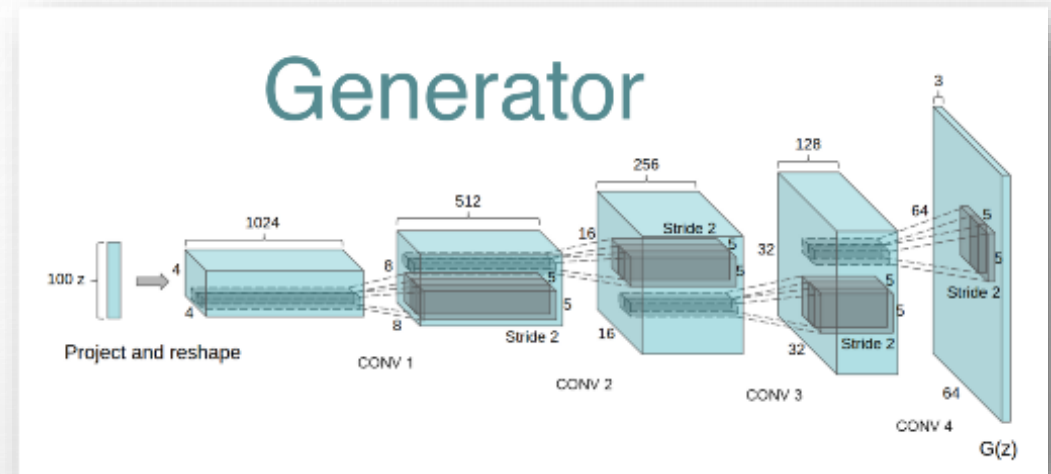 Generator
100 z
Project and reshape
1024
4
4
CONV 1
512
8
8
5
5
Stride 2
CONV 2
256
16
16
Stride 2
5
5
CONV 3
128
32
32
5
5
Stride 2
CONV 4
3
64
64
5
5
Stride 2
G(z)